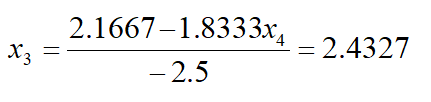 x₃ = (2.1667−1.8333x₄)/(−2.5) = 2.4327